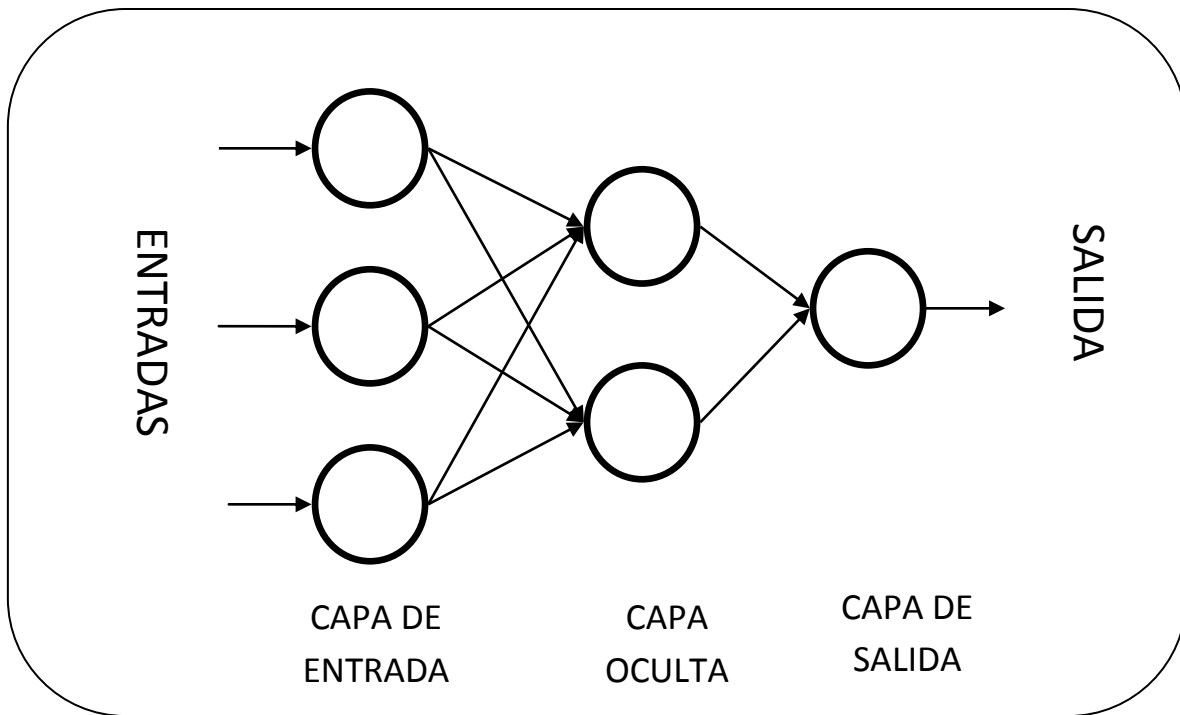 ENTRADAS
SALIDA
CAPA DE
ENTRADA
CAPA
OCULTA
CAPA DE
SALIDA